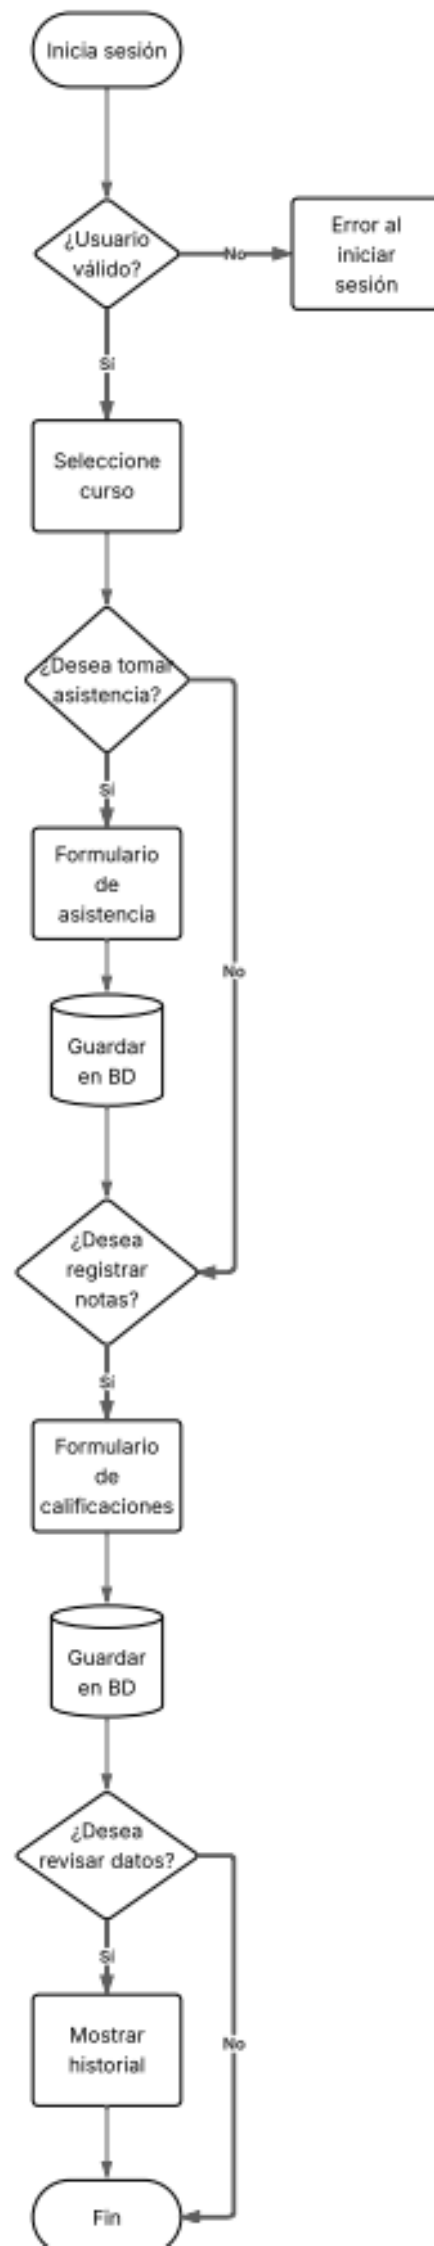 Inicia sesión
¿Usuario
válido?
No
Error al
iniciar
sesión
Sí
Seleccione
curso
¿Desea tomar
asistencia?
Sí
Formulario
de
asistencia
No
Guardar
en BD
¿Desea
registrar
notas?
Sí
Formulario
de
calificaciones
Guardar
en BD
¿Desea
revisar datos?
Sí
Mostrar
historial
No
Fin